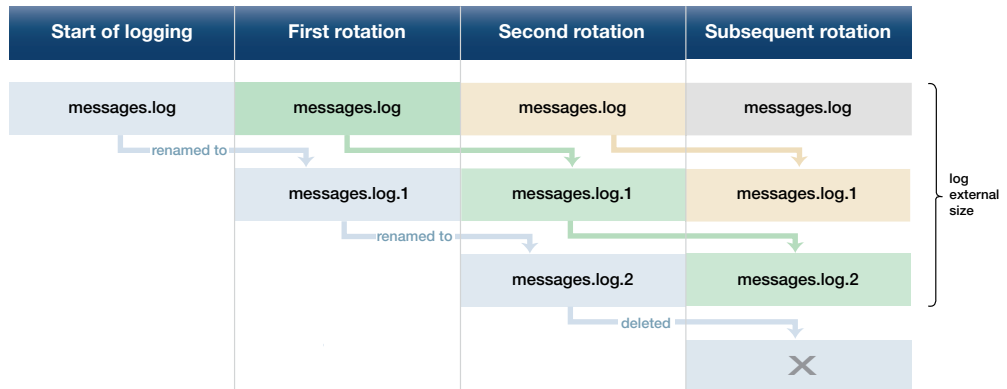 Start of logging
First rotation
Second rotation
Subsequent rotation
messages.log
messages.log
messages.log
messages.log
renamed to
messages.log.1
messages.log.1
messages.log.1
log
external
size
renamed to
messages.log.2
messages.log.2
deleted
X